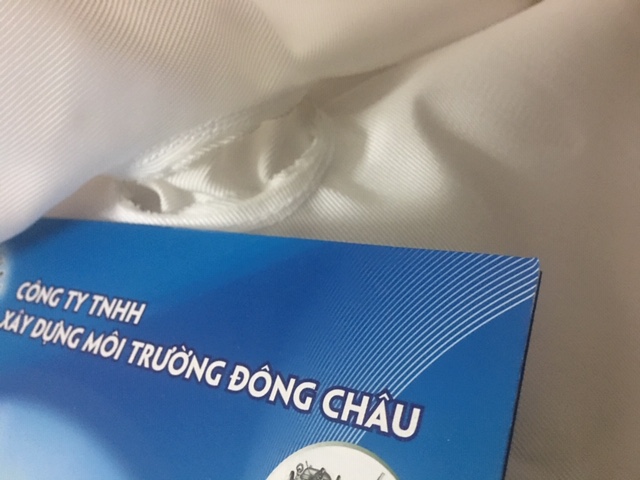 CÔNG TY TNHH
XÂY DỰNG MÔI TRƯỜNG ĐÔNG CHÂU